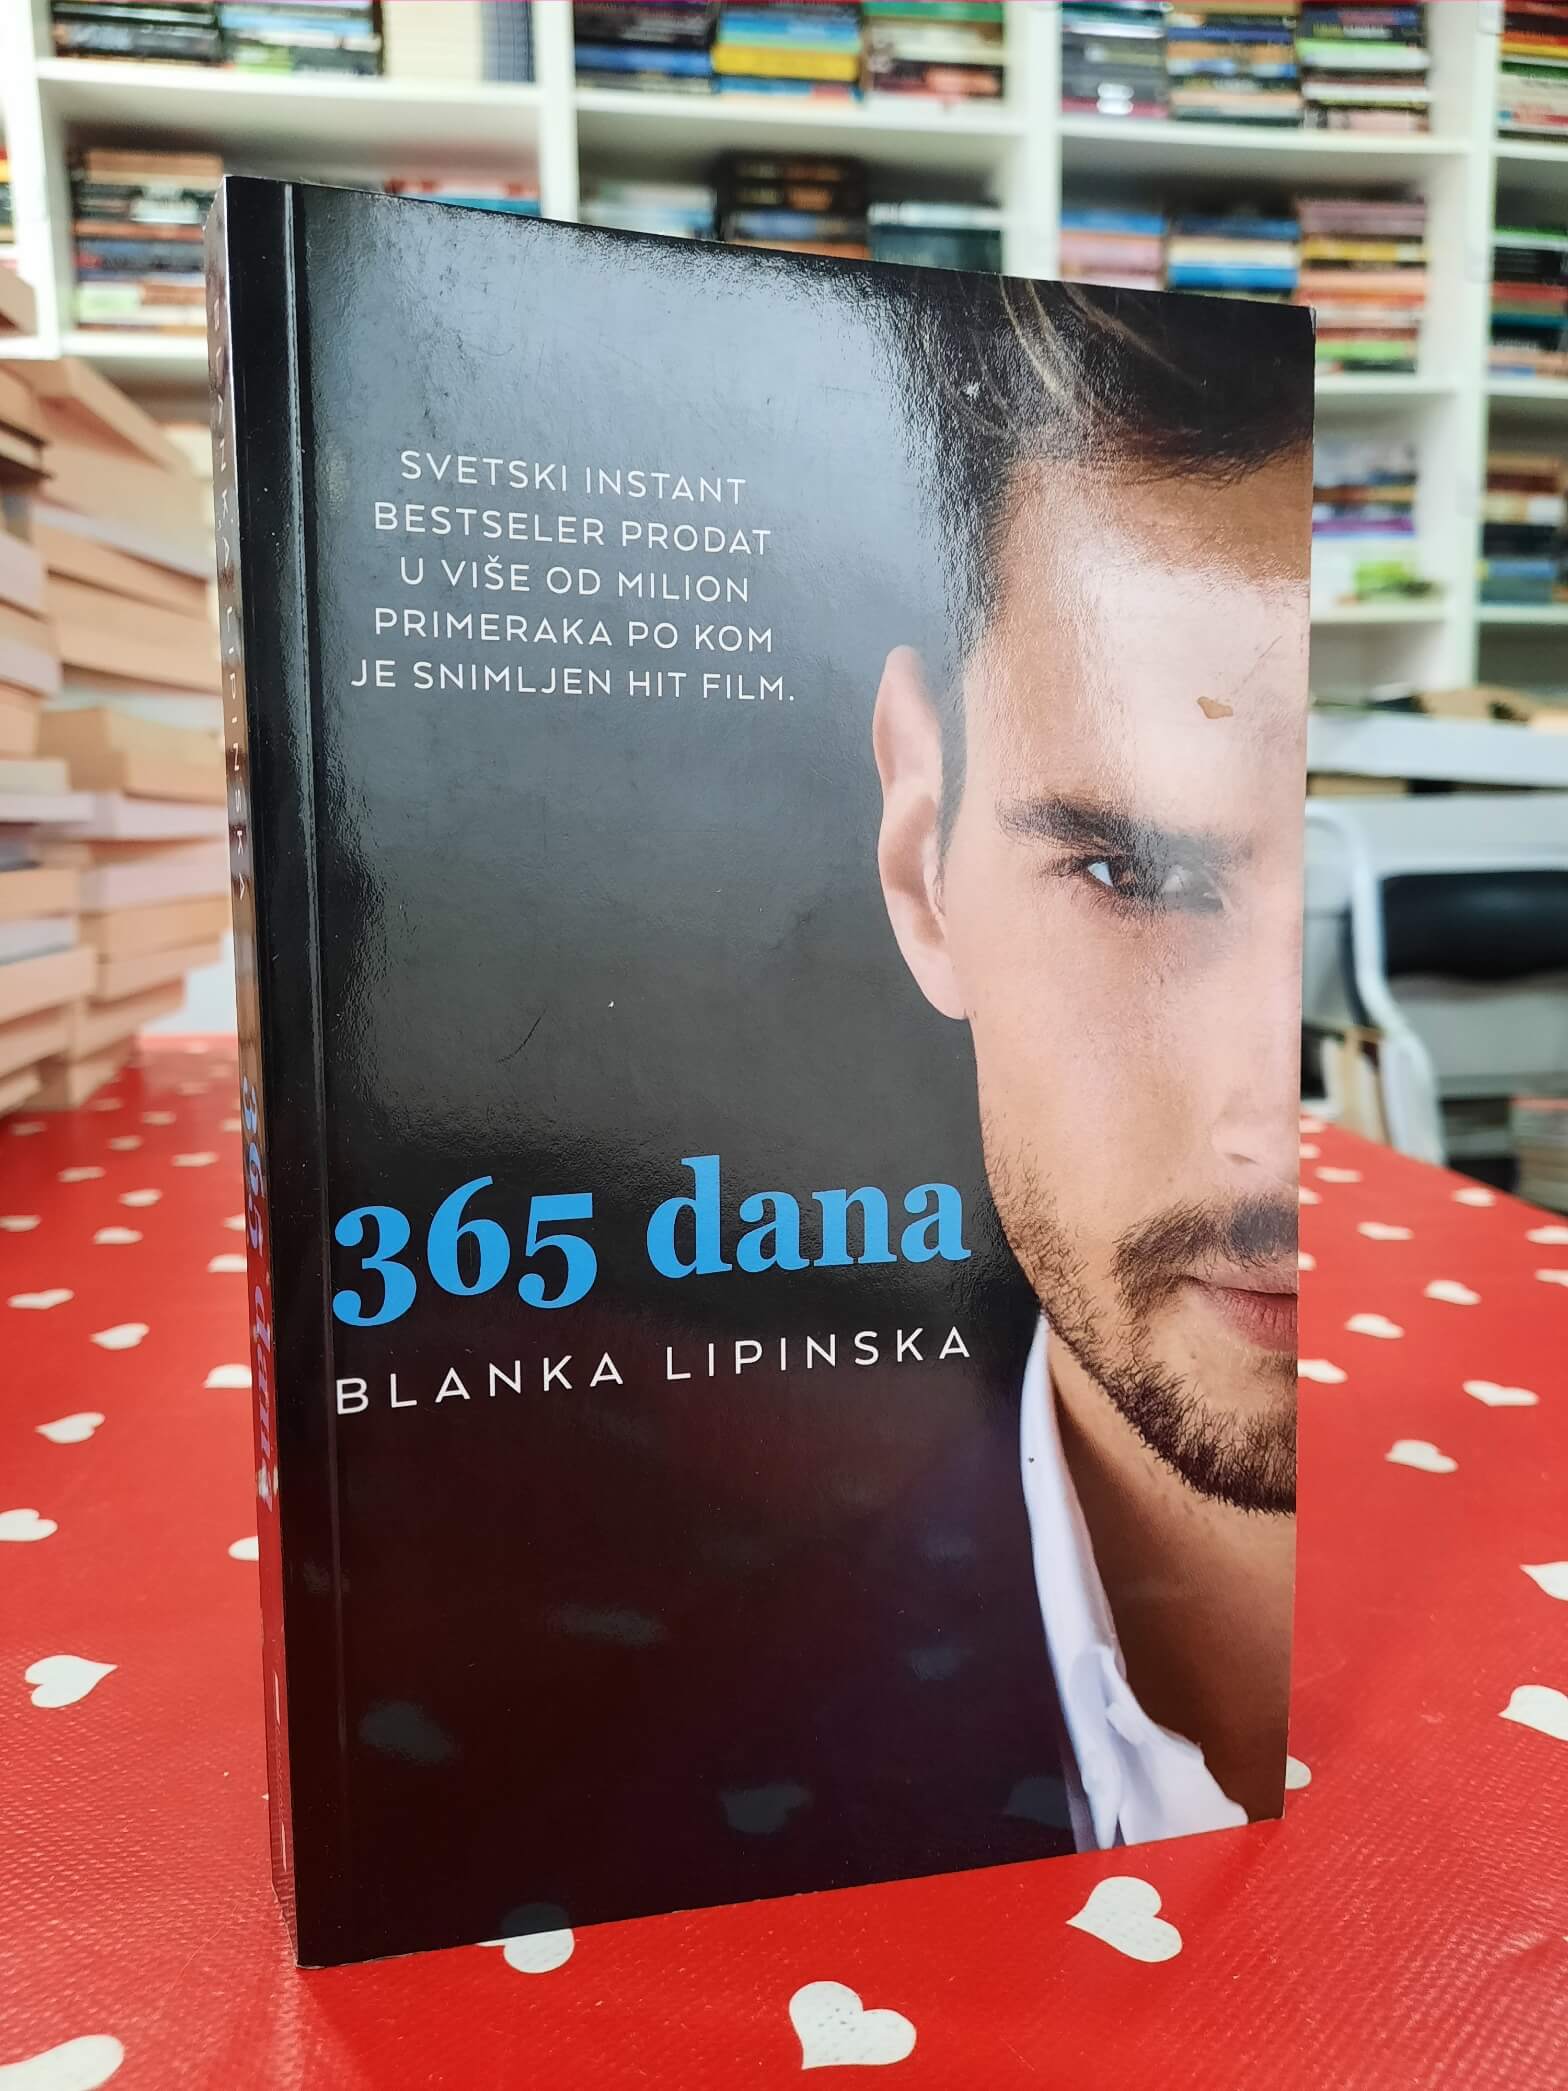 SVETSKI INSTANT
BESTSELER PRODAT
U VIŠE OD MILION
PRIMERAKA PO KOM
JE SNIMLJEN HIT FILM.
365 dana
BLANKA LIPINSKA
BLANKA LIPINSKA
365 dana